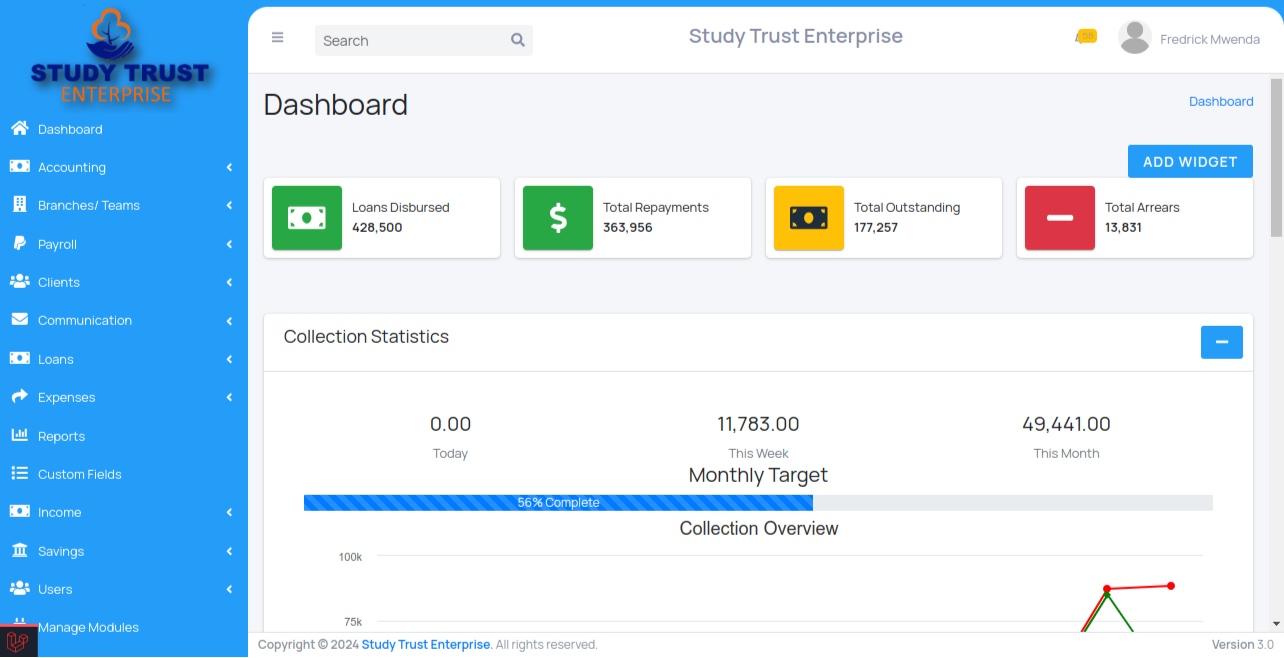 STUDY TRUST
ENTERPRISE
Dashboard
Accounting
Branches/ Teams
Payroll
Clients
Communication
Loans
Expenses
Reports
Custom Fields
Income
Savings
Users
Manage Modules
Search
Study Trust Enterprise
08
Fredrick Mwenda
Dashboard
Dashboard
ADD WIDGET
Loans Disbursed
428,500
Total Repayments
363,956
Total Outstanding
177,257
Total Arrears
13,831
Collection Statistics
0.00
Today
11,783.00
This Week
49,441.00
This Month
Monthly Target
56% Complete
Collection Overview
100k
75k
Copyright © 2024 Study Trust Enterprise. All rights reserved.
Version 3.0